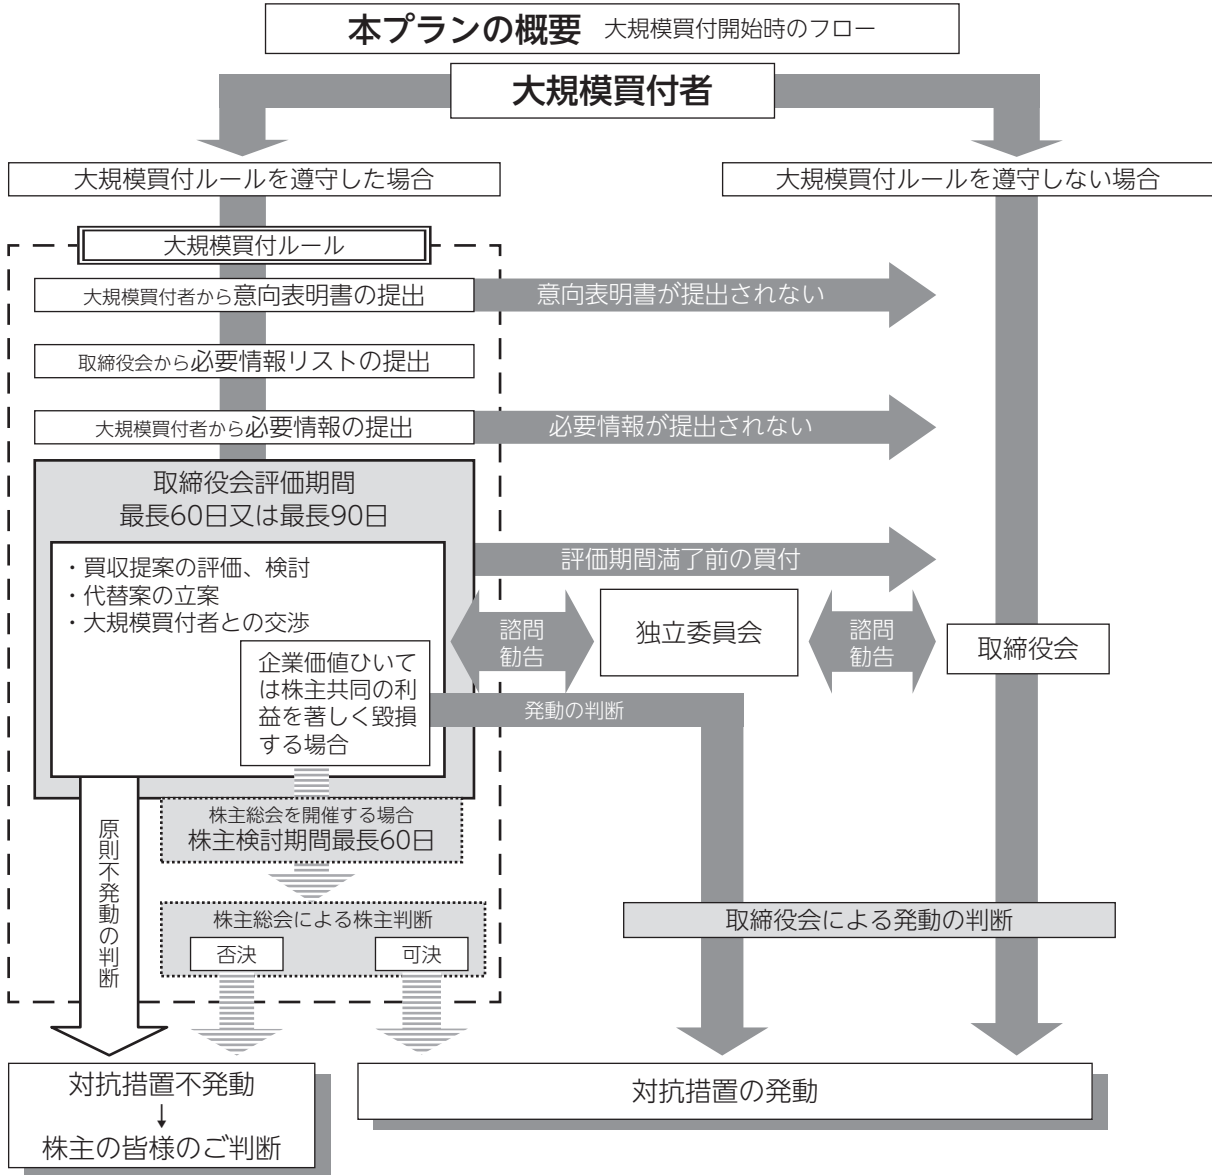 本プランの概要 大規模買付開始時のフロー
大規模買付者
大規模買付ルールを遵守した場合
大規模買付ルールを遵守しない場合
大規模買付ルール
大規模買付者から意向表明書の提出
意向表明書が提出されない
取締役会から必要情報リストの提出
大規模買付者から必要情報の提出
必要情報が提出されない
取締役会評価期間
最長60日又は最長90日
評価期間満了前の買付
・買収提案の評価、検討
・代替案の立案
・大規模買付者との交渉
企業価値ひいて
は株主共同の利
益を著しく毀損
する場合
諮問
勧告
独立委員会
諮問
勧告
取締役会
発動の判断
原則不発動の判断
株主総会を開催する場合
株主検討期間最長60日
株主総会による株主判断
否決
可決
取締役会による発動の判断
対抗措置不発動
↓
株主の皆様のご判断
対抗措置の発動